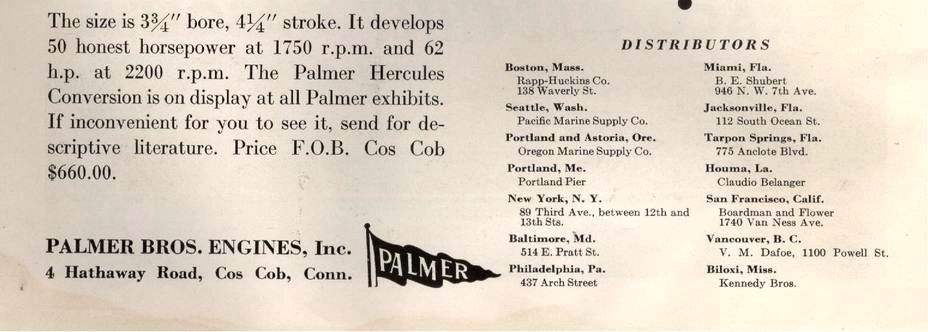 The size is 3¾″ bore, 4¼″ stroke. It develops
50 honest horsepower at 1750 r.p.m. and 62
h.p. at 2200 r.p.m. The Palmer Hercules
Conversion is on display at all Palmer exhibits.
If inconvenient for you to see it, send for de-
scriptive literature. Price F.O.B. Cos Cob
$660.00.
PALMER BROS. ENGINES, Inc.
4 Hathaway Road, Cos Cob, Conn.
PALMER
DISTRIBUTORS
Boston, Mass.
Rapp-Huckins Co.
138 Waverly St.
Seattle, Wash.
Pacific Marine Supply Co.
Portland and Astoria, Ore.
Oregon Marine Supply Co.
Portland, Me.
Portland Pier
New York, N. Y.
89 Third Ave., between 12th and
13th Sts.
Baltimore, Md.
514 E. Pratt St.
Philadelphia, Pa.
437 Arch Street
Miami, Fla.
B. E. Shubert
946 N. W. 7th Ave.
Jacksonville, Fla.
112 South Ocean St.
Tarpon Springs, Fla.
775 Anclote Blvd.
Houma, La.
Claudio Belanger
San Francisco, Calif.
Boardman and Flower
1740 Van Ness Ave.
Vancouver, B. C.
V. M. Dafoe, 1100 Powell St.
Biloxi, Miss.
Kennedy Bros.